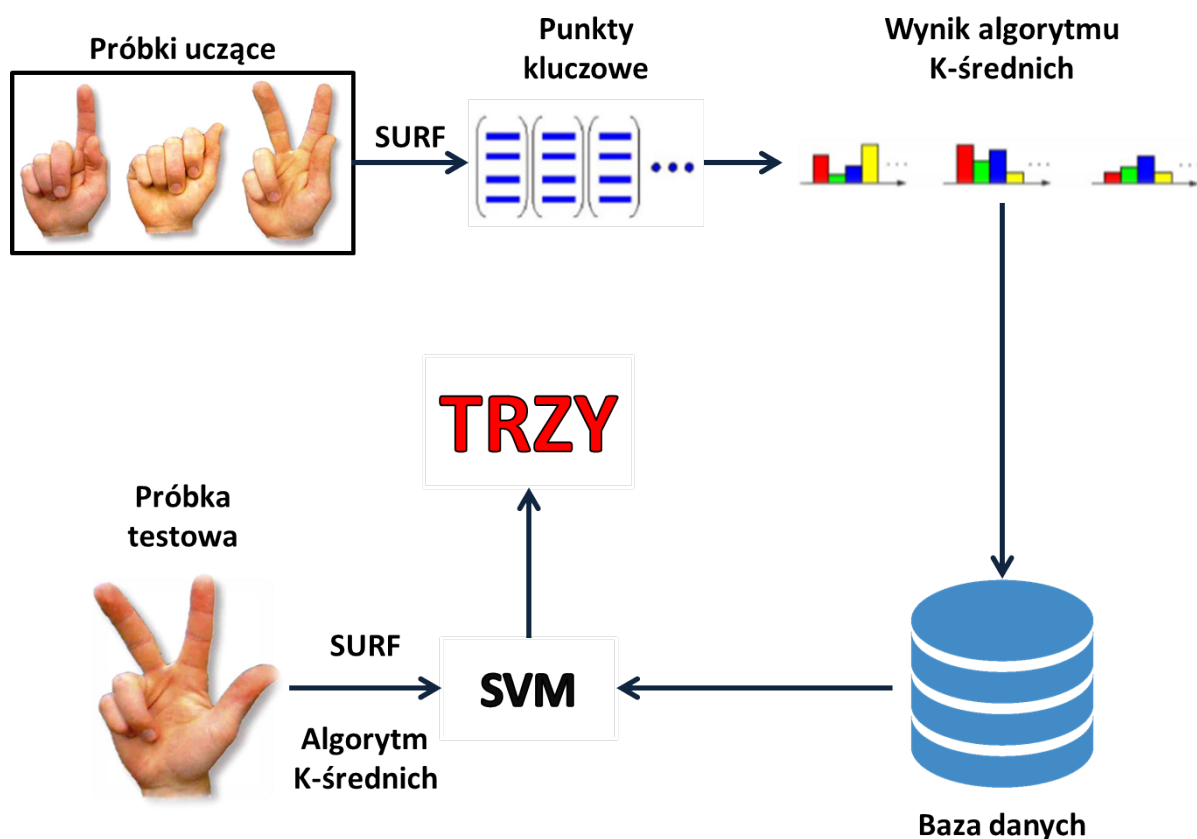 Próbki uczące
SURF
Punkty
kluczowe
Wynik algorytmu
K-średnich
TRZY
Próbka
testowa
SURF
Algorytm
K-średnich
SVM
Baza danych